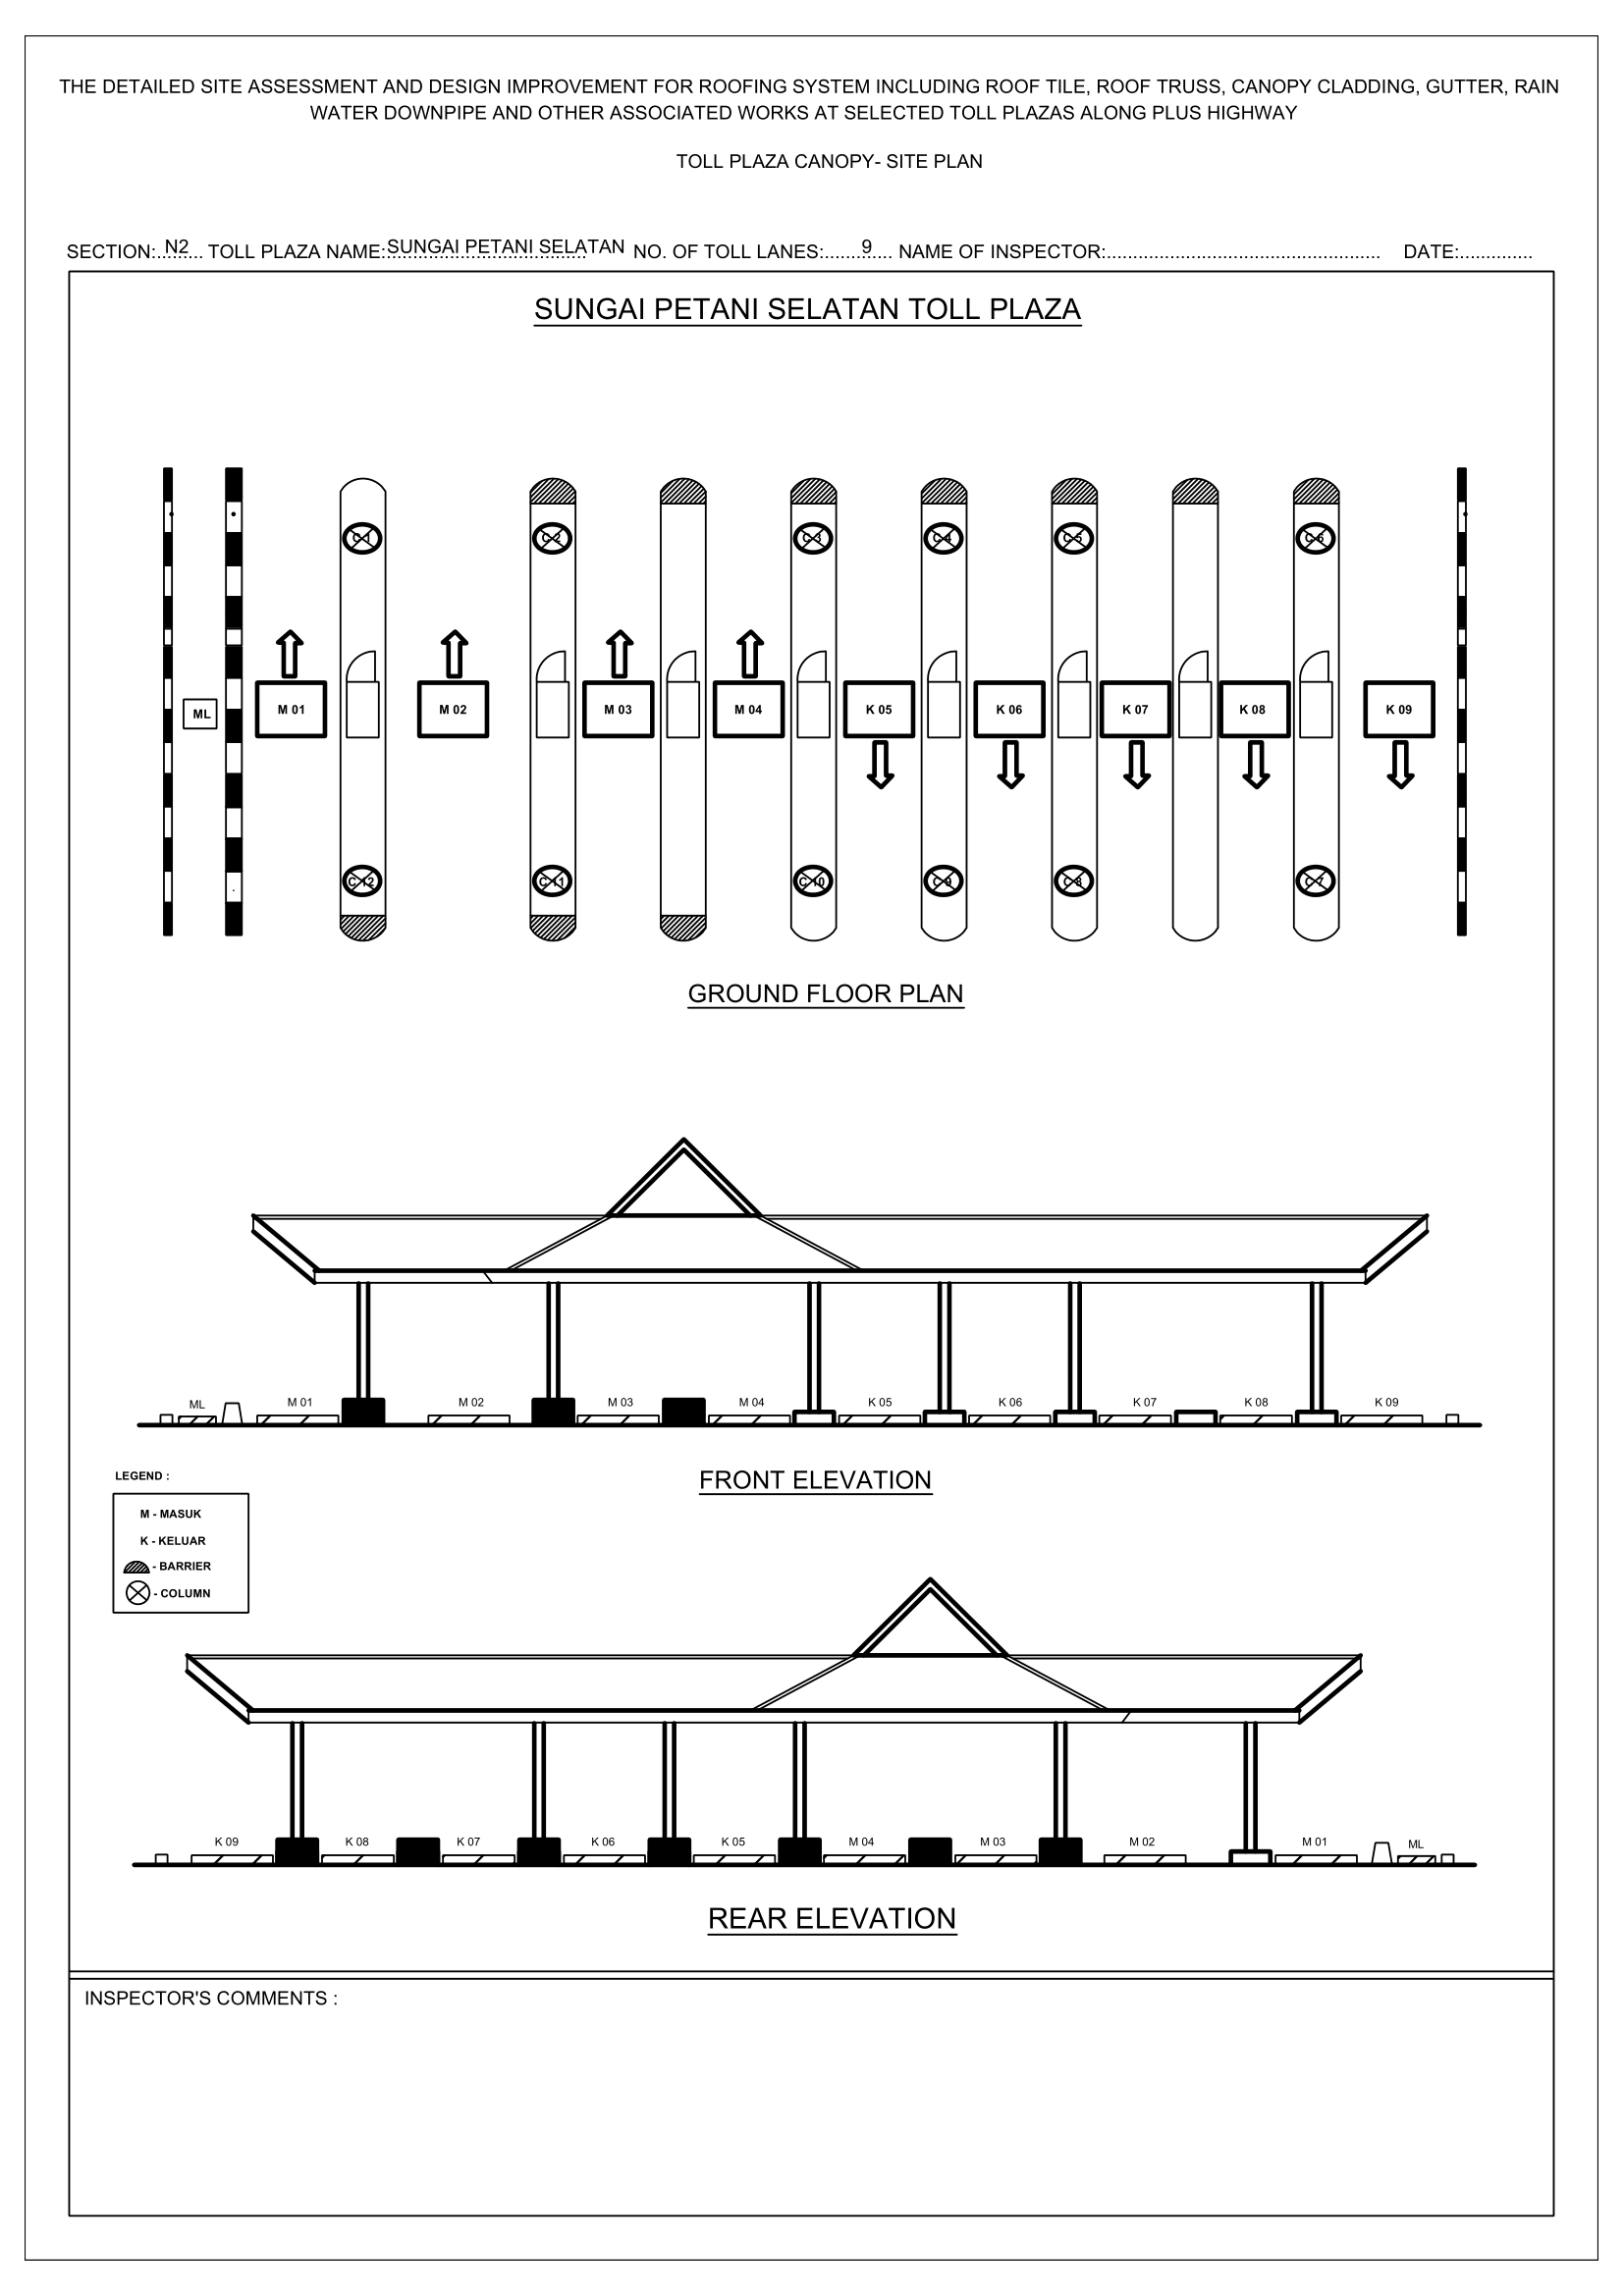 THE DETAILED SITE ASSESSMENT AND DESIGN IMPROVEMENT FOR ROOFING SYSTEM INCLUDING ROOF TILE, ROOF TRUSS, CANOPY CLADDING, GUTTER, RAIN
WATER DOWNPIPE AND OTHER ASSOCIATED WORKS AT SELECTED TOLL PLAZAS ALONG PLUS HIGHWAY
TOLL PLAZA CANOPY- SITE PLAN
SECTION:.N2... TOLL PLAZA NAME:SUNGAI PETANI SELATAN NO. OF TOLL LANES:.......9.... NAME OF INSPECTOR:.................................................... DATE:..............
SUNGAI PETANI SELATAN TOLL PLAZA
C-1 C-2 C-3 C-4 C-5 C-6
ML M 01 M 02 M 03 M 04 K 05 K 06 K 07 K 08 K 09
C-12 C-11 C-10 C-9 C-8 C-7
GROUND FLOOR PLAN
ML M 01 M 02 M 03 M 04 K 05 K 06 K 07 K 08 K 09
FRONT ELEVATION
LEGEND :
M - MASUK
K - KELUAR
- BARRIER
- COLUMN
K 09 K 08 K 07 K 06 K 05 M 04 M 03 M 02 M 01 ML
REAR ELEVATION
INSPECTOR'S COMMENTS :